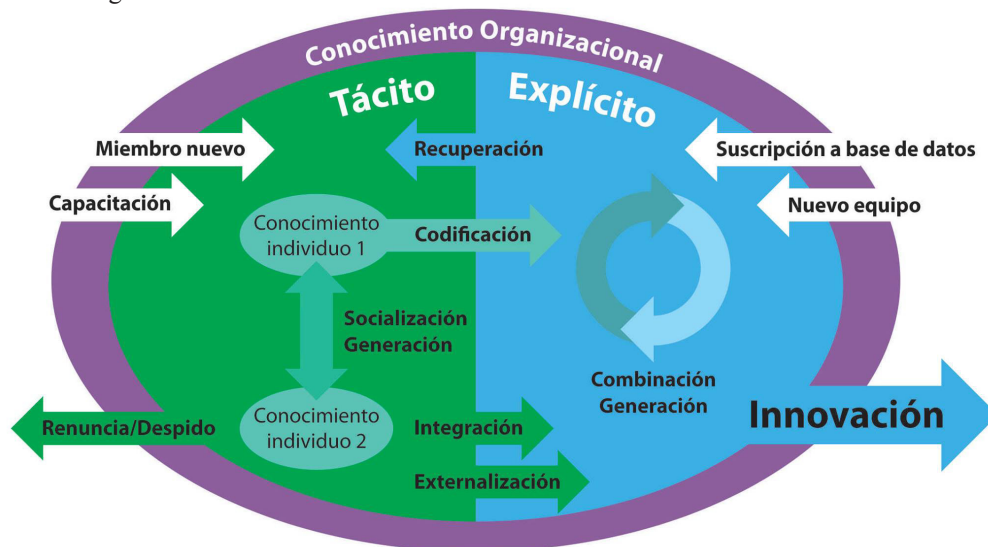 Conocimiento Organizacional
Tácito
Explícito
Miembro nuevo
Recuperación
Suscripción a base de datos
Capacitación
Nuevo equipo
Conocimiento
individuo 1
Codificación
Socialización
Generación
Combinación
Generación
Innovación
Renuncia/Despido
Conocimiento
individuo 2
Integración
Externalización